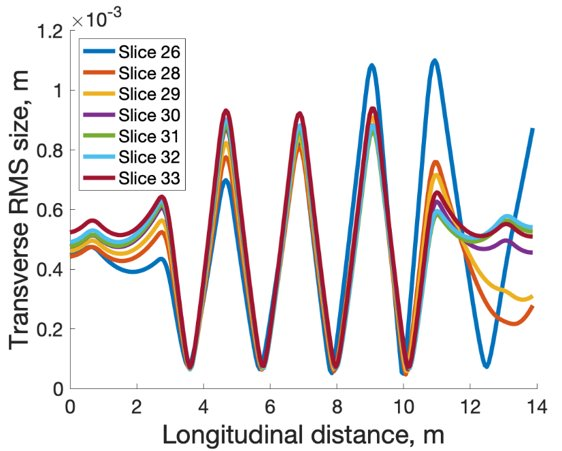 ×10⁻³
1.2
1
0.8
0.6
0.4
0.2
0
Transverse RMS size, m
Slice 26
Slice 28
Slice 29
Slice 30
Slice 31
Slice 32
Slice 33
0 2 4 6 8 10 12 14
Longitudinal distance, m